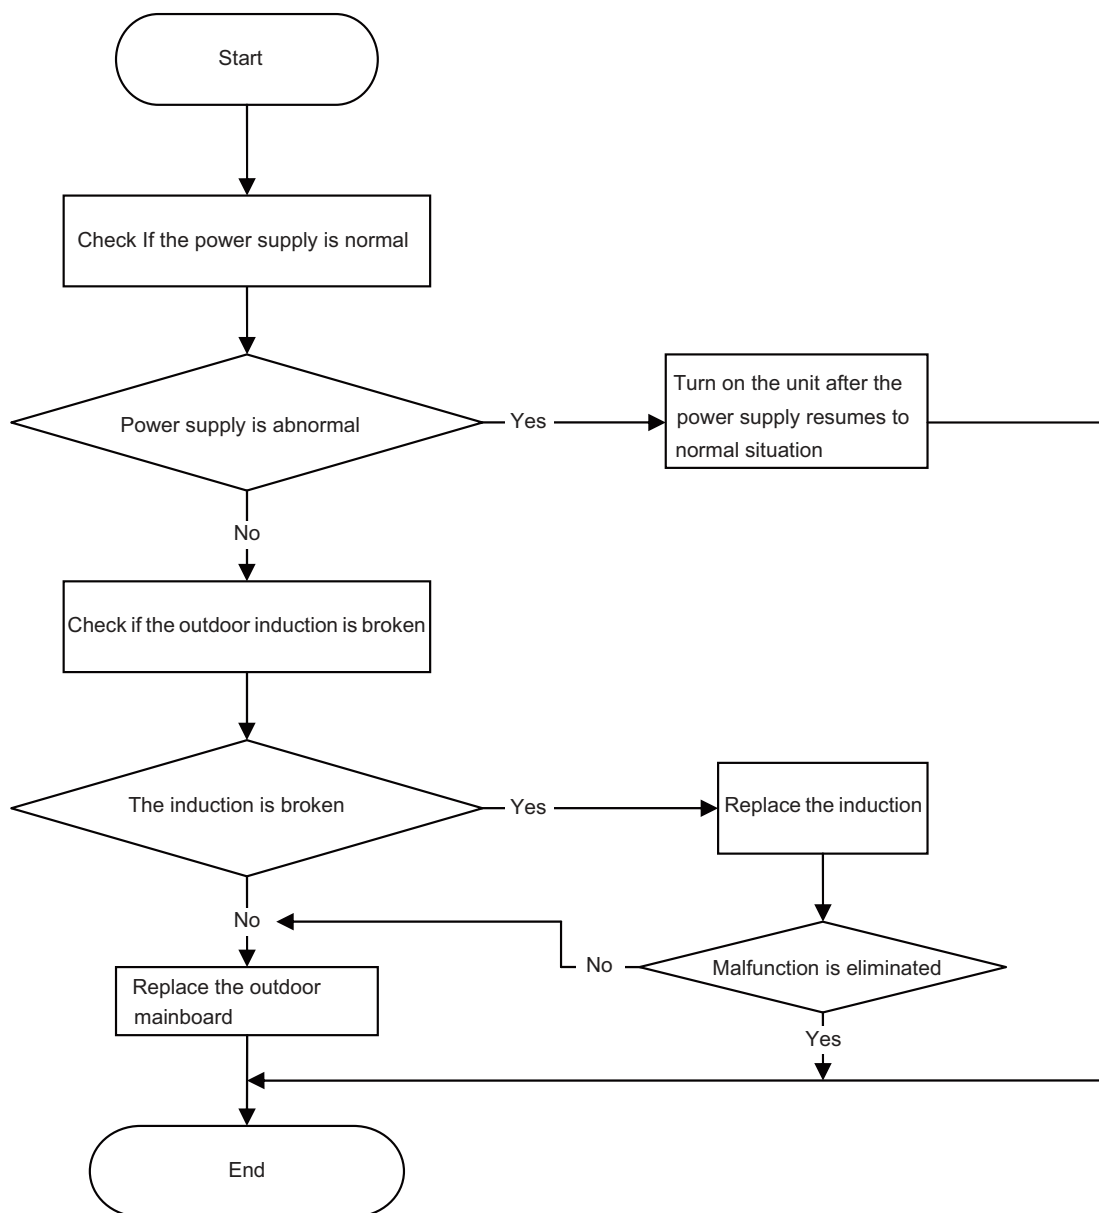 Start
Check If the power supply is normal
Power supply is abnormal
Yes
Turn on the unit after the
power supply resumes to
normal situation
No
Check if the outdoor induction is broken
The induction is broken
Yes
Replace the induction
No
Malfunction is eliminated
No
Replace the outdoor
mainboard
Yes
End